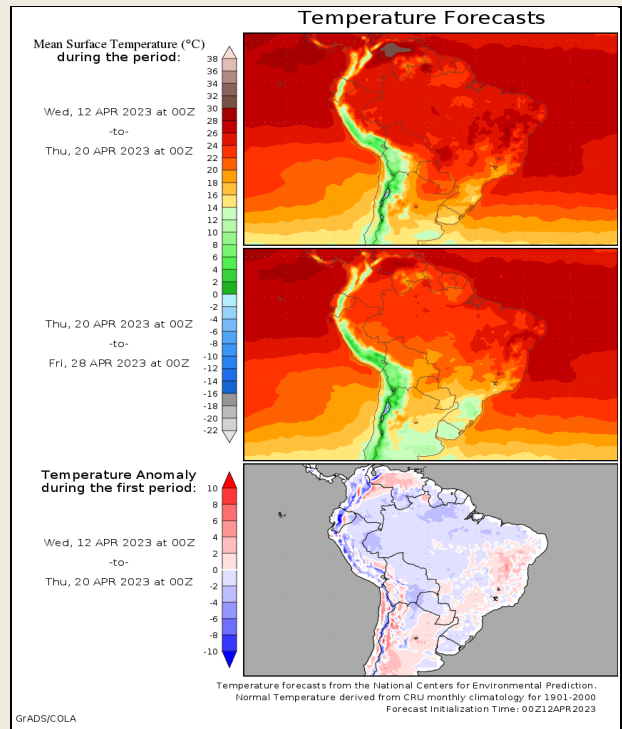 Temperature Forecasts
Mean Surface Temperature (°C)
during the period:
Wed, 12 APR 2023 at 00Z
-to-
Thu, 20 APR 2023 at 00Z
38
36
34
32
30
28
26
24
22
20
18
16
14
12
10
8
6
4
2
0
-2
-4
-6
-8
-10
-12
-14
-16
-18
-20
-22
Thu, 20 APR 2023 at 00Z
-to-
Fri, 28 APR 2023 at 00Z
Temperature Anomaly
during the first period:
Wed, 12 APR 2023 at 00Z
-to-
Thu, 20 APR 2023 at 00Z
10
8
6
4
2
0
-2
-4
-6
-8
-10
Temperature forecasts from the National Centers for Environmental Prediction.
Normal Temperature derived from CRU monthly climatology for 1901-2000
Forecast Initialization Time: 00Z12APR2023
GrADS/COLA